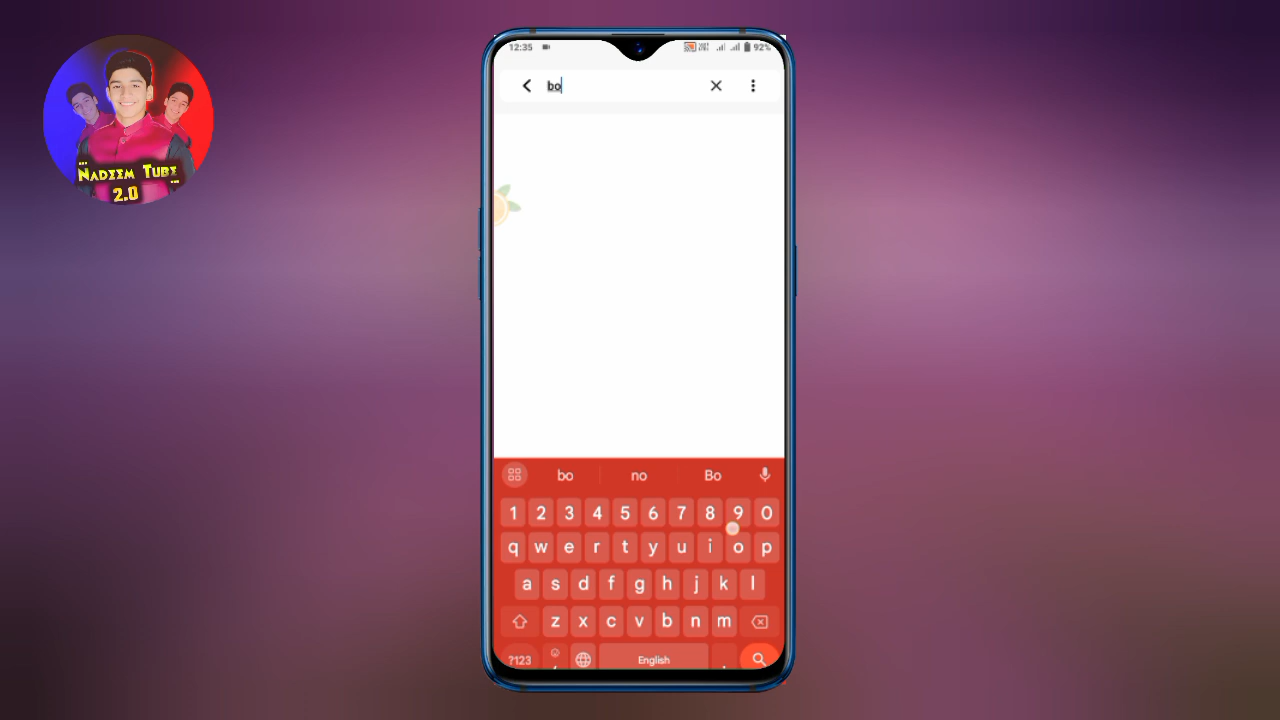 12:35 92%
bo
... Nadeem Tube ...
2.0
bo no Bo
1 2 3 4 5 6 7 8 9 0
q w e r t y u i o p
a s d f g h j k l
z x c v b n m
?123 , English .